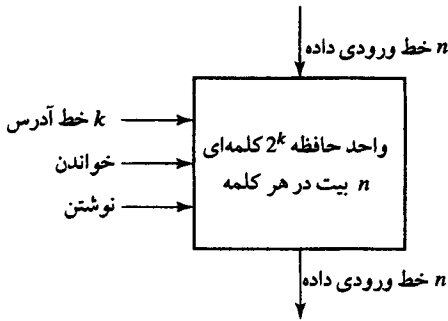 n خط ورودی داده
k خط آدرس
خواندن
نوشتن
واحد حافظه 2^k کلمه‌ای
n بیت در هر کلمه
n خط ورودی داده